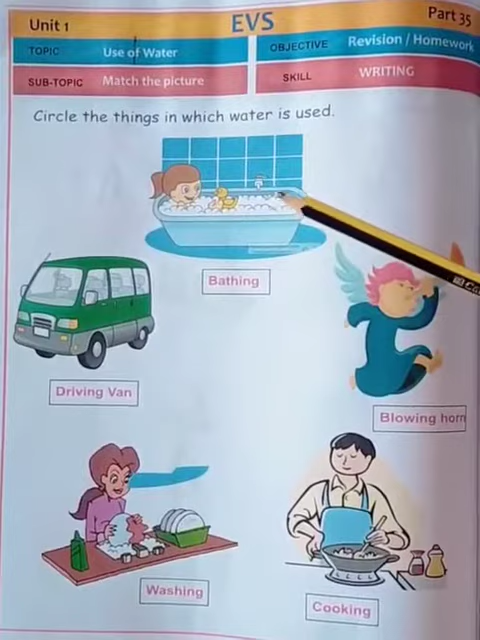 Unit 1
EVS
Part 35
TOPIC Use of Water
OBJECTIVE Revision / Homework
SUB-TOPIC Match the picture
SKILL WRITING
Circle the things in which water is used.
Bathing
Driving Van
Blowing horn
Washing
Cooking